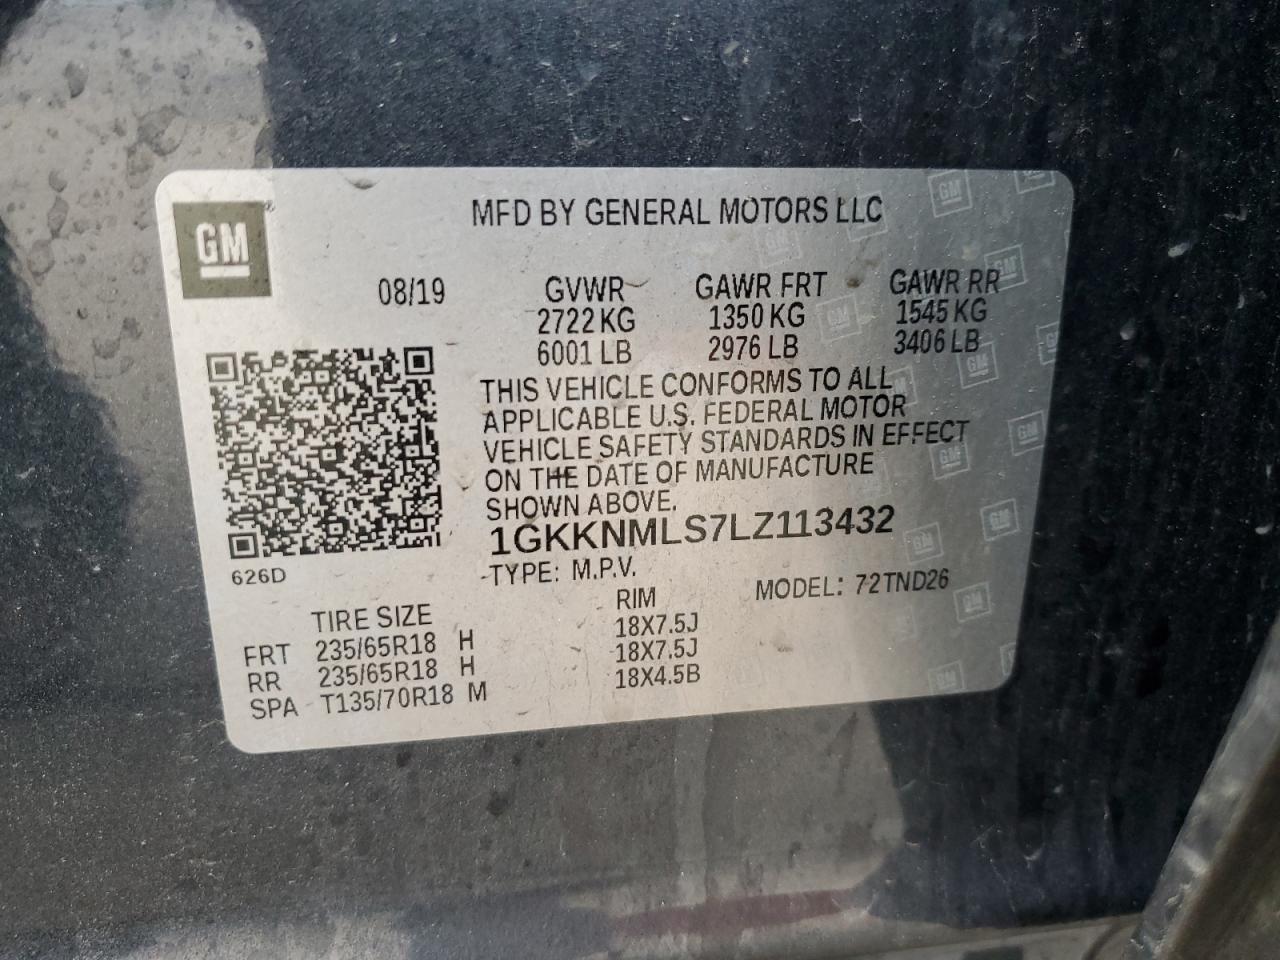 MFD BY GENERAL MOTORS LLC
GM
08/19 GVWR GAWR FRT GAWR RR
2722 KG 1350 KG 1545 KG
6001 LB 2976 LB 3406 LB
THIS VEHICLE CONFORMS TO ALL
APPLICABLE U.S. FEDERAL MOTOR
VEHICLE SAFETY STANDARDS IN EFFECT
ON THE DATE OF MANUFACTURE
SHOWN ABOVE.
1GKKNMLS7LZ113432
626D
TYPE: M.P.V. MODEL: 72TND26
TIRE SIZE RIM
FRT 235/65R18 H 18X7.5J
RR 235/65R18 H 18X7.5J
SPA T135/70R18 M 18X4.5B